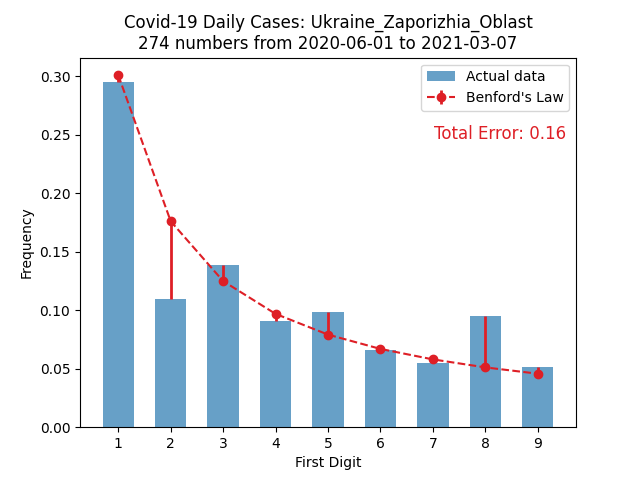 Covid-19 Daily Cases: Ukraine_Zaporizhia_Oblast
274 numbers from 2020-06-01 to 2021-03-07
Actual data
Benford's Law
Total Error: 0.16
Frequency
0.30
0.25
0.20
0.15
0.10
0.05
0.00
1 2 3 4 5 6 7 8 9
First Digit